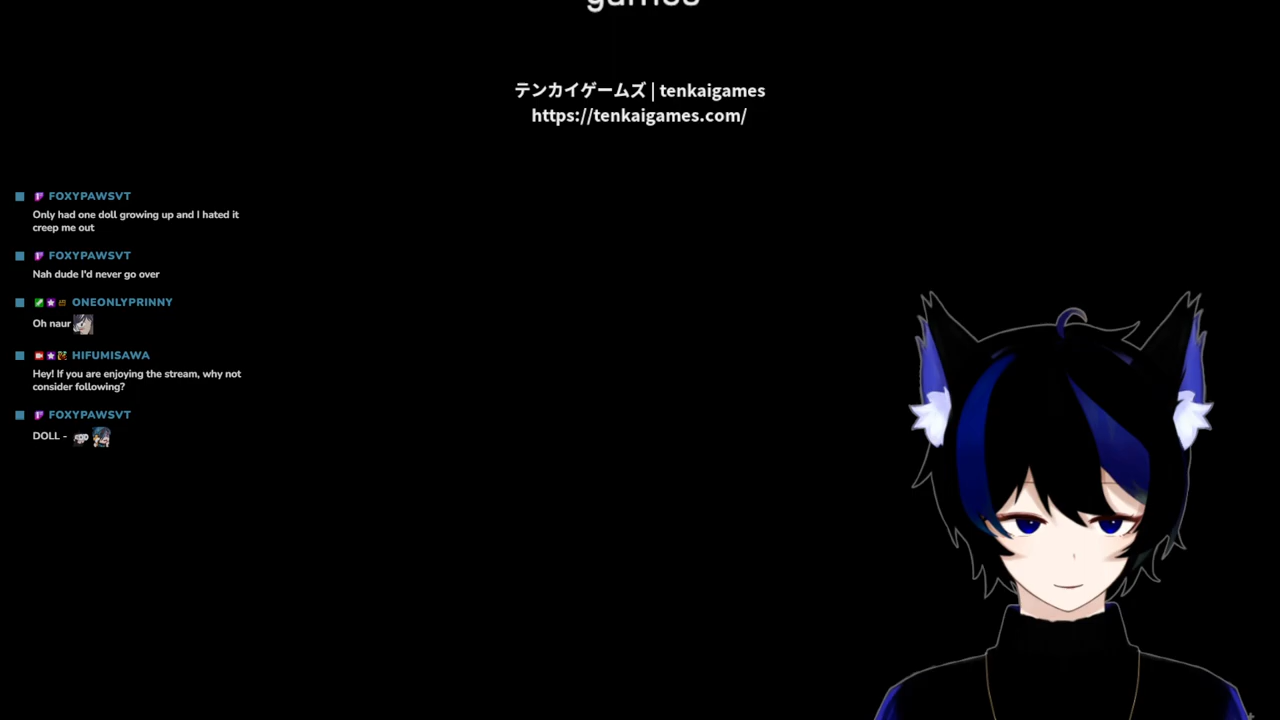 games
テンカイゲームズ | tenkaigames
https://tenkaigames.com/
FOXYPAWSVT
Only had one doll growing up and I hated it
creep me out
FOXYPAWSVT
Nah dude I'd never go over
ONEONLYPRINNY
Oh naur
HIFUMISAWA
Hey! If you are enjoying the stream, why not
consider following?
FOXYPAWSVT
DOLL -